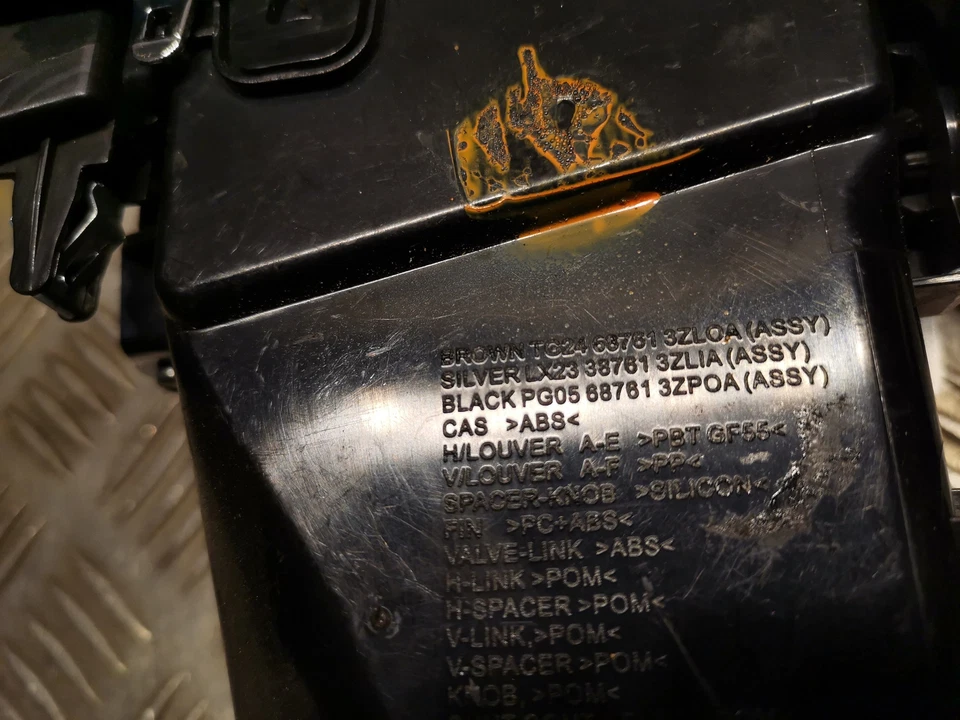 BROWN TG24 68761 3ZLOA (ASSY)
SILVER LX23 38761 3ZLIA (ASSY)
BLACK PG05 68761 3ZPOA (ASSY)
CAS >ABS<
H/LOUVER A-E >PBT GF55<
V/LOUVER A-F >PP<
SPACER-KNOB >SILICON<
FIN >PC+ABS<
VALVE-LINK >ABS<
H-LINK >POM<
H-SPACER >POM<
V-LINK, >POM<
V-SPACER >POM<
KNOB, >POM<